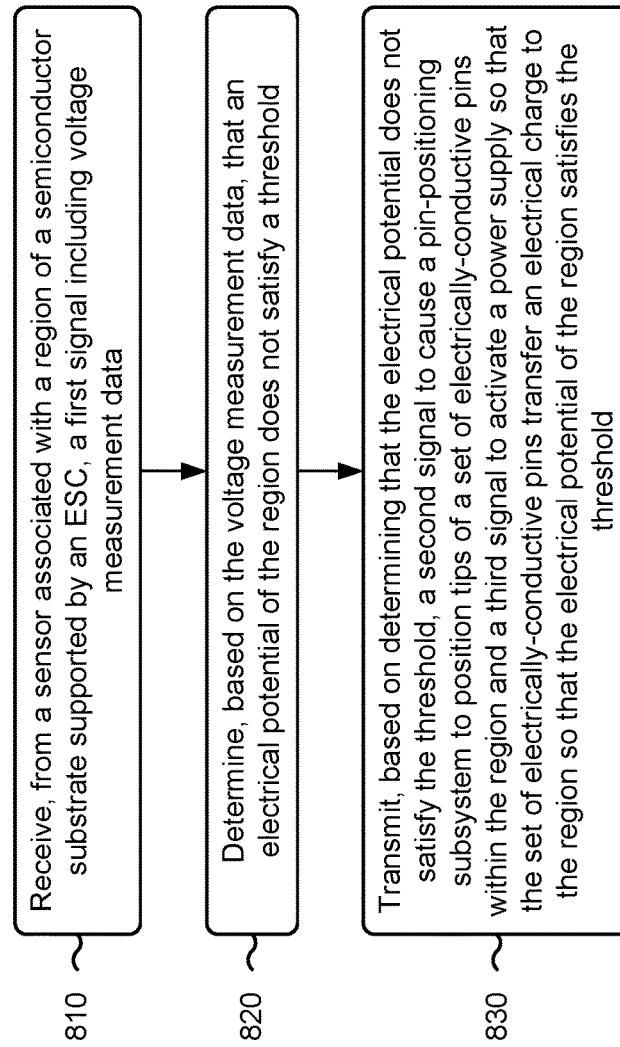 810
Receive, from a sensor associated with a region of a semiconductor
substrate supported by an ESC, a first signal including voltage
measurement data
820
Determine, based on the voltage measurement data, that an
electrical potential of the region does not satisfy a threshold
830
Transmit, based on determining that the electrical potential does not
satisfy the threshold, a second signal to cause a pin-positioning
subsystem to position tips of a set of electrically-conductive pins
within the region and a third signal to activate a power supply so that
the set of electrically-conductive pins transfer an electrical charge to
the region so that the electrical potential of the region satisfies the
threshold